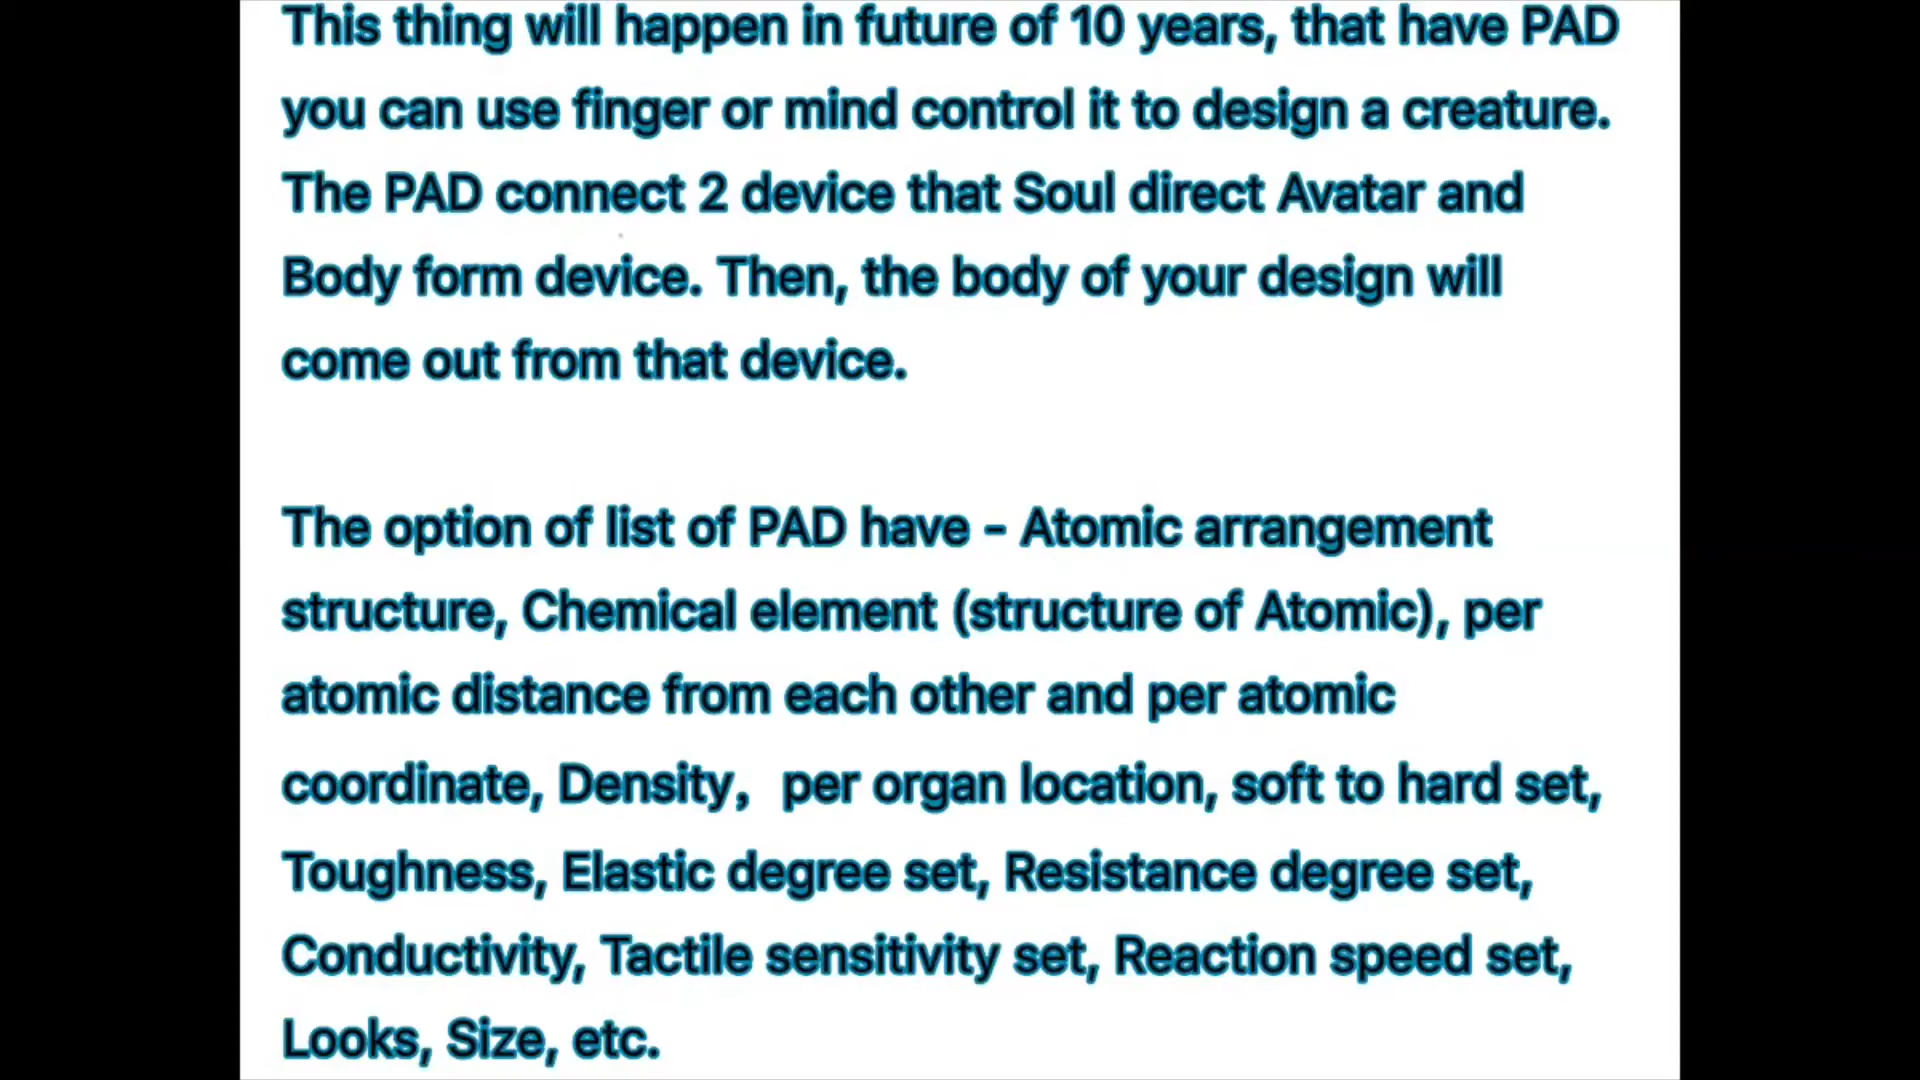 This thing will happen in future of 10 years, that have PAD
you can use finger or mind control it to design a creature.
The PAD connect 2 device that Soul direct Avatar and
Body form device. Then, the body of your design will
come out from that device.
The option of list of PAD have - Atomic arrangement
structure, Chemical element (structure of Atomic), per
atomic distance from each other and per atomic
coordinate, Density，per organ location, soft to hard set,
Toughness, Elastic degree set, Resistance degree set,
Conductivity, Tactile sensitivity set, Reaction speed set,
Looks, Size, etc.